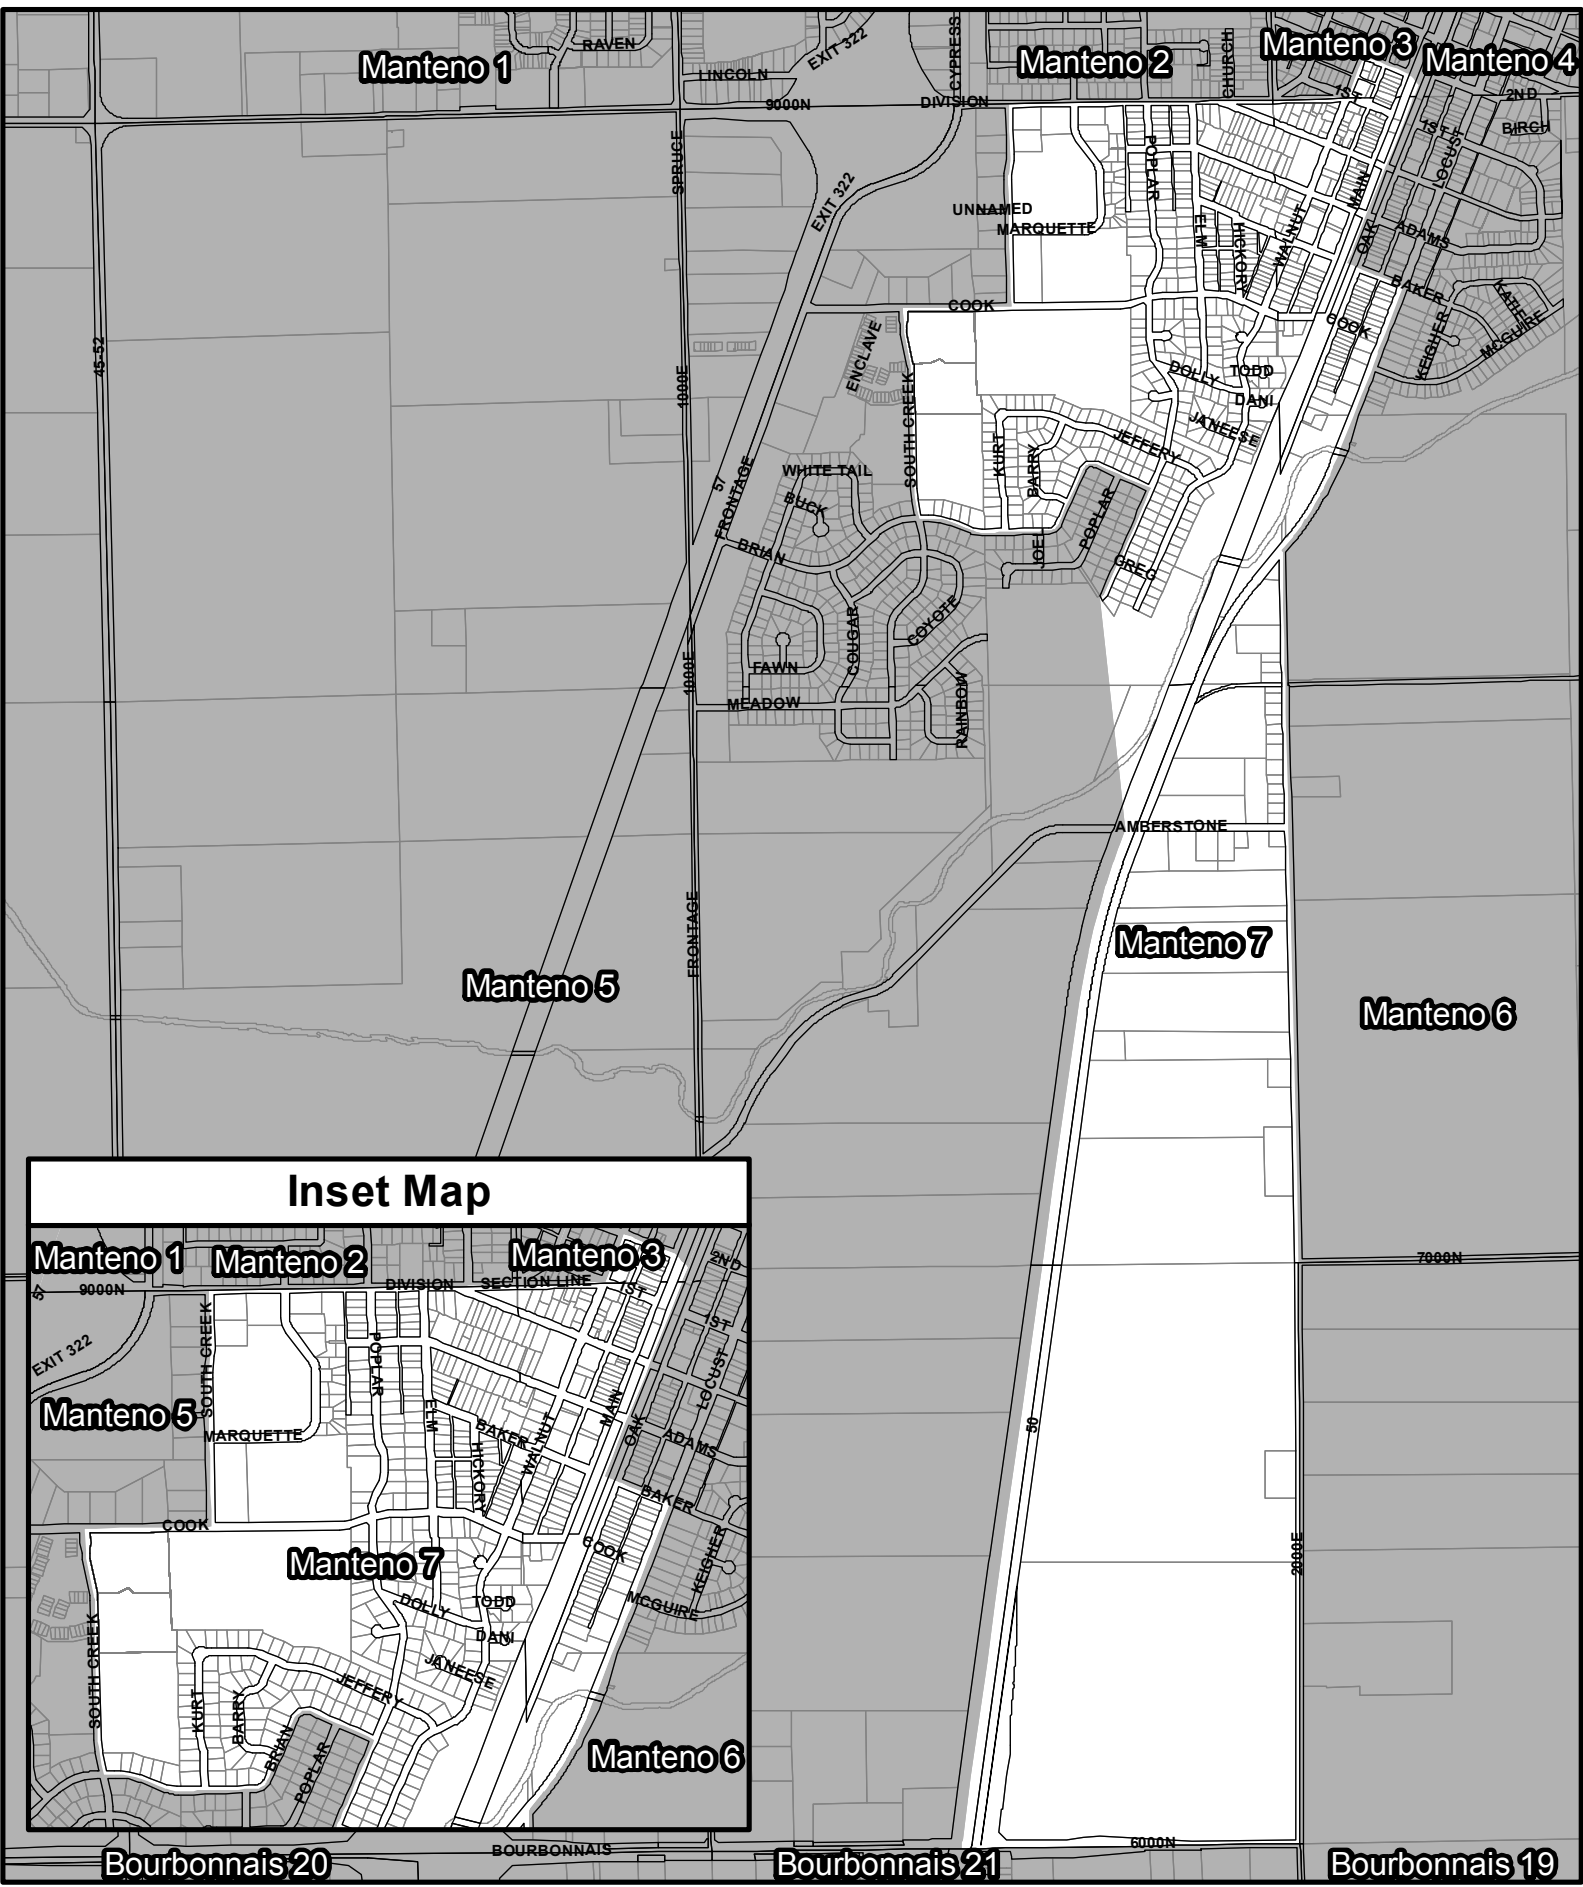 RAVEN
EXIT 322
CYPRESS
CHURCH
Manteno 1
Manteno 2
Manteno 3
Manteno 4
LINCOLN
9000N
DIVISION
1ST
2ND
1ST
BIRCH
SPRUCE
POPLAR
LOCUST
EXIT 322
UNNAMED
MARQUETTE
ELM
HICKORY
WALNUT
MAIN
OAK
ADAMS
BAKER
KATHE
COOK
COOK
KEIGHER
MCGUIRE
45-52
1000E
ENCLAVE
SOUTH CREEK
DOLLY
TODD
DANI
JANEESE
JEFFERY
KURT
BARRY
57
FRONTAGE
WHITE TAIL
BUCK
BRIAN
JOEL
POPLAR
GREG
COUGAR
COYOTE
1000E
FAWN
MEADOW
RAINBOW
AMBERSTONE
FRONTAGE
Manteno 5
Manteno 7
Manteno 6
7000N
50
2000E
Inset Map
Manteno 1
Manteno 2
Manteno 3
2ND
57
9000N
DIVISION
SECTION LINE
1ST
1ST
EXIT 322
SOUTH CREEK
POPLAR
LOCUST
Manteno 5
MARQUETTE
ELM
BAKER
HICKORY
WALNUT
MAIN
OAK
ADAMS
BAKER
COOK
COOK
KEIGHER
Manteno 7
DOLLY
TODD
MCGUIRE
DANI
JANEESE
SOUTH CREEK
JEFFERY
KURT
BARRY
BRIAN
POPLAR
Manteno 6
BOURBONNAIS
6000N
Bourbonnais 20
Bourbonnais 21
Bourbonnais 19